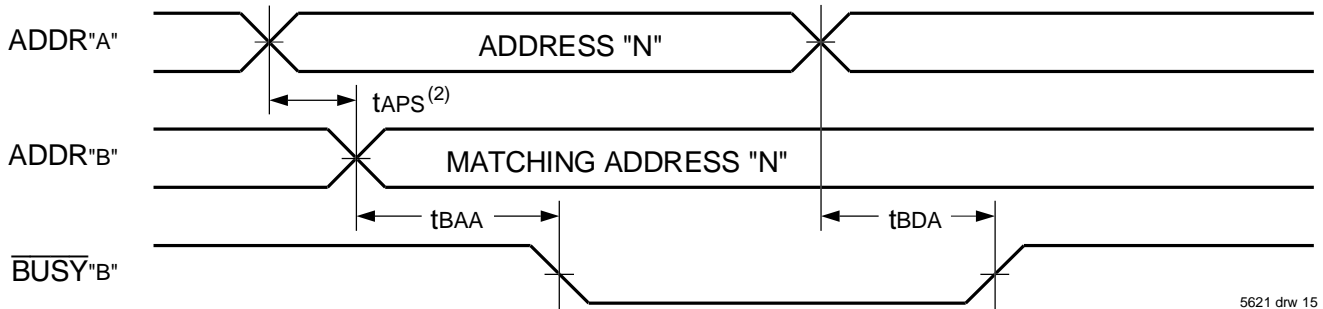 ADDR"A"
ADDRESS "N"
tAPS(2)
ADDR"B"
MATCHING ADDRESS "N"
tBAA
tBDA
BUSY"B"
5621 drw 15